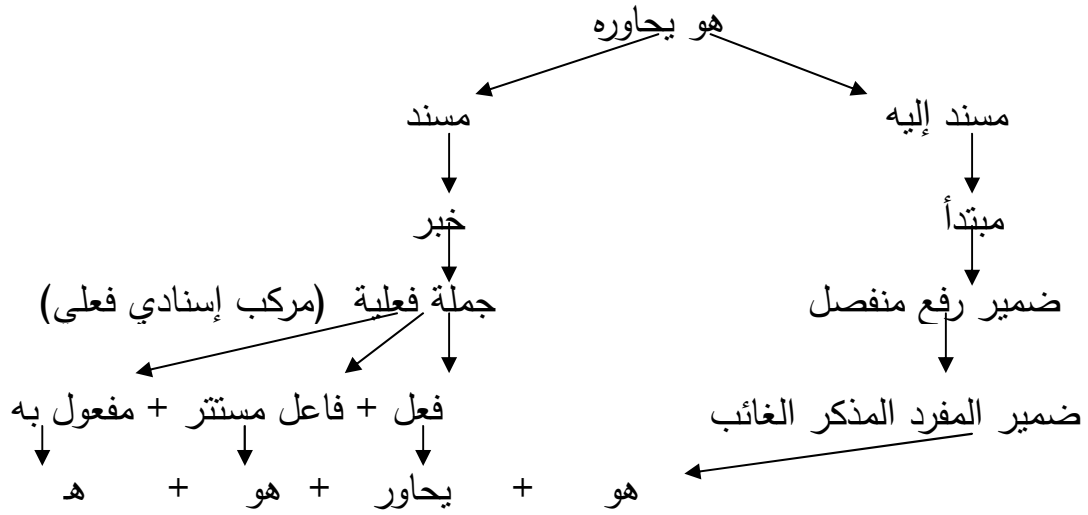 هو يحاوره
مسند إليه مسند
مبتدأ خبر
ضمير رفع منفصل جملة فعلية (مركب إسنادي فعلي)
ضمير المفرد المذكر الغائب فعل + فاعل مستتر + مفعول به
هو + يحاور + هو + هـ